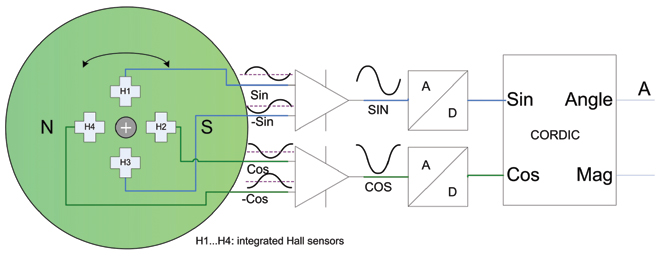 H1
H4
H2
H3
N
S
Sin
-Sin
Cos
-Cos
SIN
COS
A
D
A
D
Sin
Angle
CORDIC
Cos
Mag
A
H1...H4: integrated Hall sensors